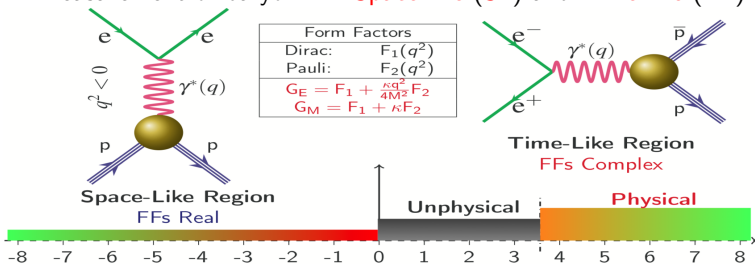 e e
q² < 0
γ*(q)
p p
Space-Like Region
FFs Real
Form Factors
Dirac: F₁(q²)
Pauli: F₂(q²)
G_E = F₁ + κq²/4M² F₂
G_M = F₁ + κF₂
e⁻
γ*(q)
p̅
e⁺
p
Time-Like Region
FFs Complex
Unphysical
Physical
-8 -7 -6 -5 -4 -3 -2 -1 0 1 2 3 4 5 6 7 8